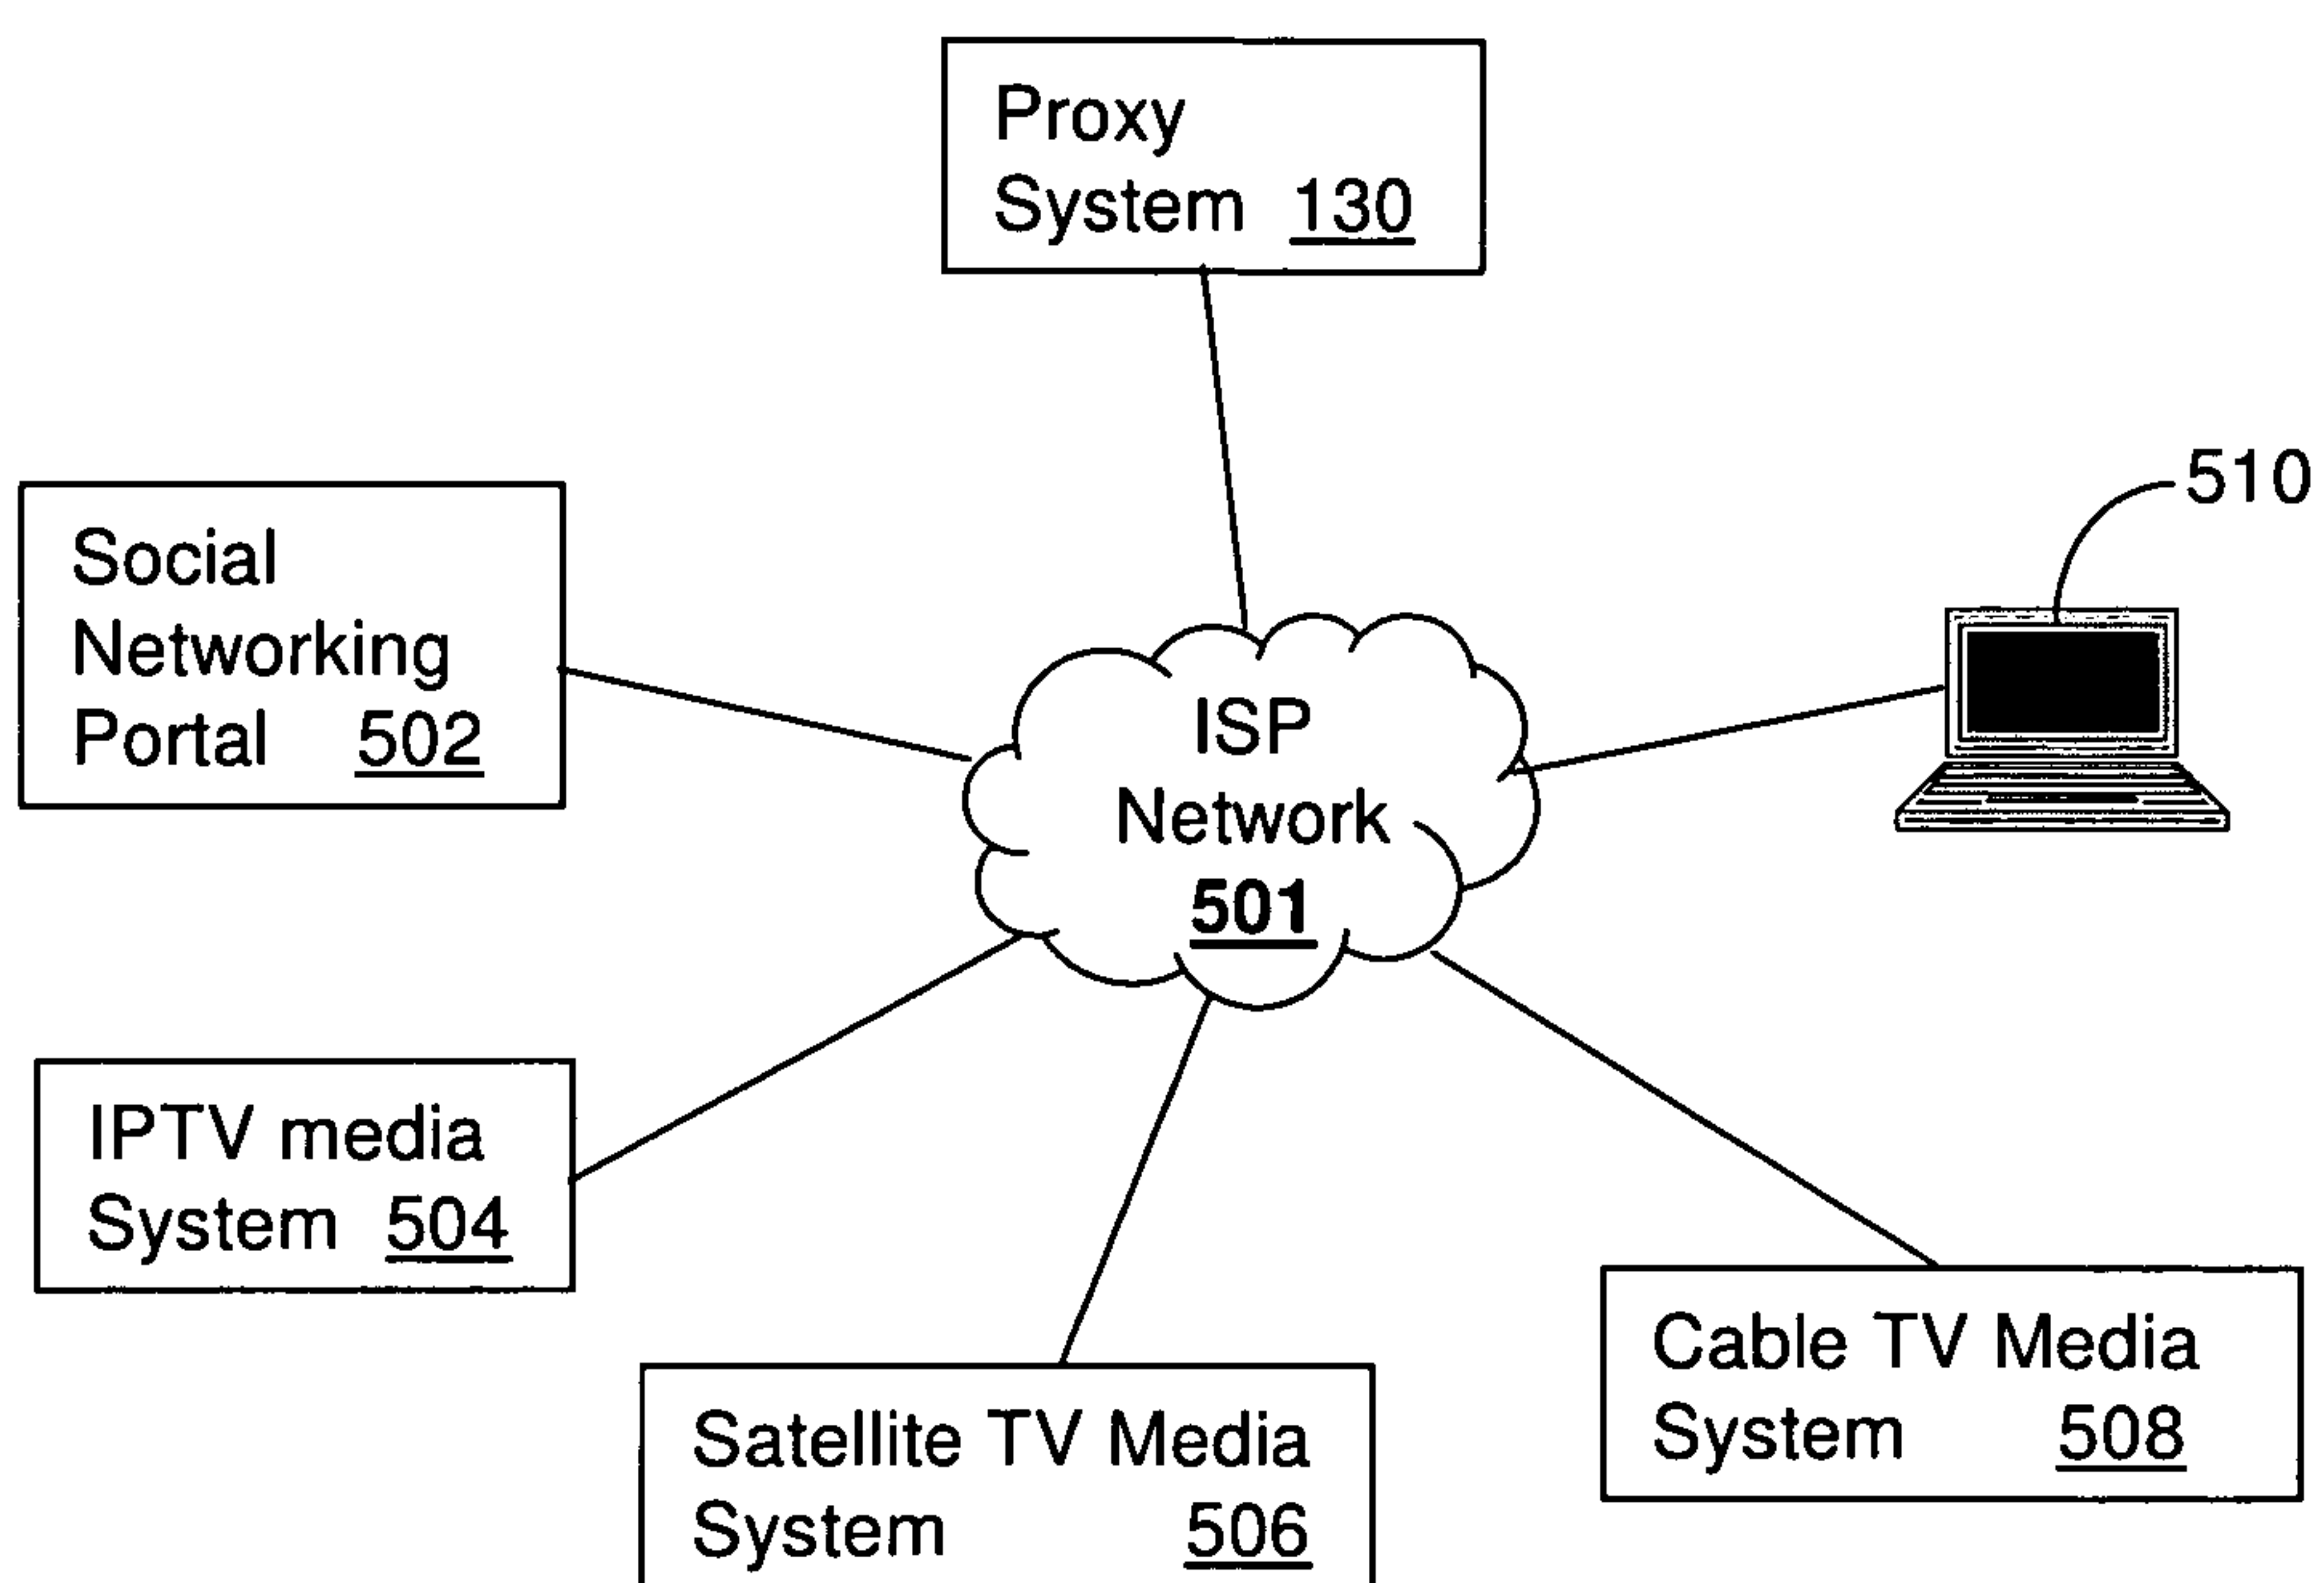 Proxy
System 130
510
Social
Networking
Portal 502
ISP
Network
501
IPTV media
System 504
Cable TV Media
System 508
Satellite TV Media
System 506